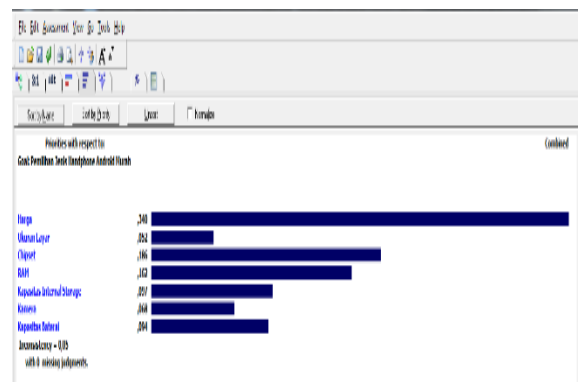 File Edit Assessment View Go Tools Help
Sort by Name Sort by Priority Unsort Normalize
Priorities with respect to: Combined
Goal: Pemilihan Jenis Handphone Android Murah
Harga
Ukuran Layar ,052
Chipset ,186
RAM ,162
Kapasitas Internal Storage ,097
Kamera ,068
Kapasitas Baterai ,094
Inconsistency = 0,05
with 0 missing judgments.